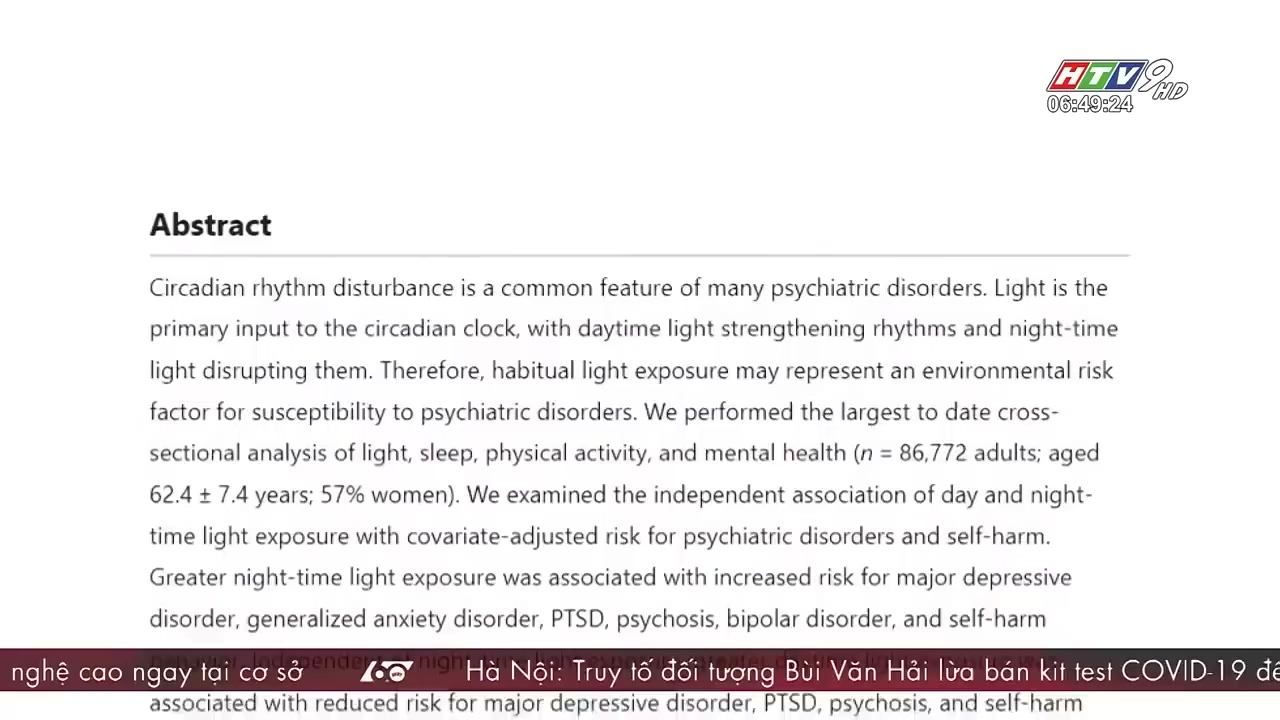 HTV9 HD
06:49:24
Abstract
Circadian rhythm disturbance is a common feature of many psychiatric disorders. Light is the
primary input to the circadian clock, with daytime light strengthening rhythms and night-time
light disrupting them. Therefore, habitual light exposure may represent an environmental risk
factor for susceptibility to psychiatric disorders. We performed the largest to date cross-
sectional analysis of light, sleep, physical activity, and mental health (n = 86,772 adults; aged
62.4 ± 7.4 years; 57% women). We examined the independent association of day and night-
time light exposure with covariate-adjusted risk for psychiatric disorders and self-harm.
Greater night-time light exposure was associated with increased risk for major depressive
disorder, generalized anxiety disorder, PTSD, psychosis, bipolar disorder, and self-harm
nghệ cao ngay tại cơ sở 60 Hà Nội: Truy tố đối tượng Bùi Văn Hải lừa bán kit test COVID-19 để
associated with reduced risk for major depressive disorder, PTSD, psychosis, and self-harm